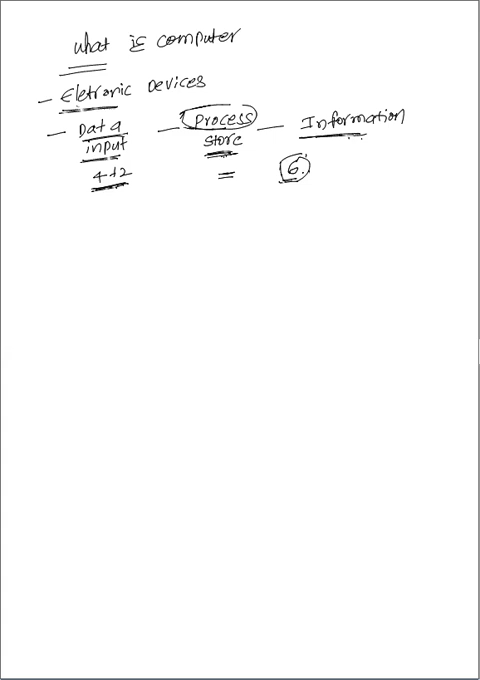 what is computer
- Eletronic Devices
- Data - Process - Information
input store
4+2 = 6.